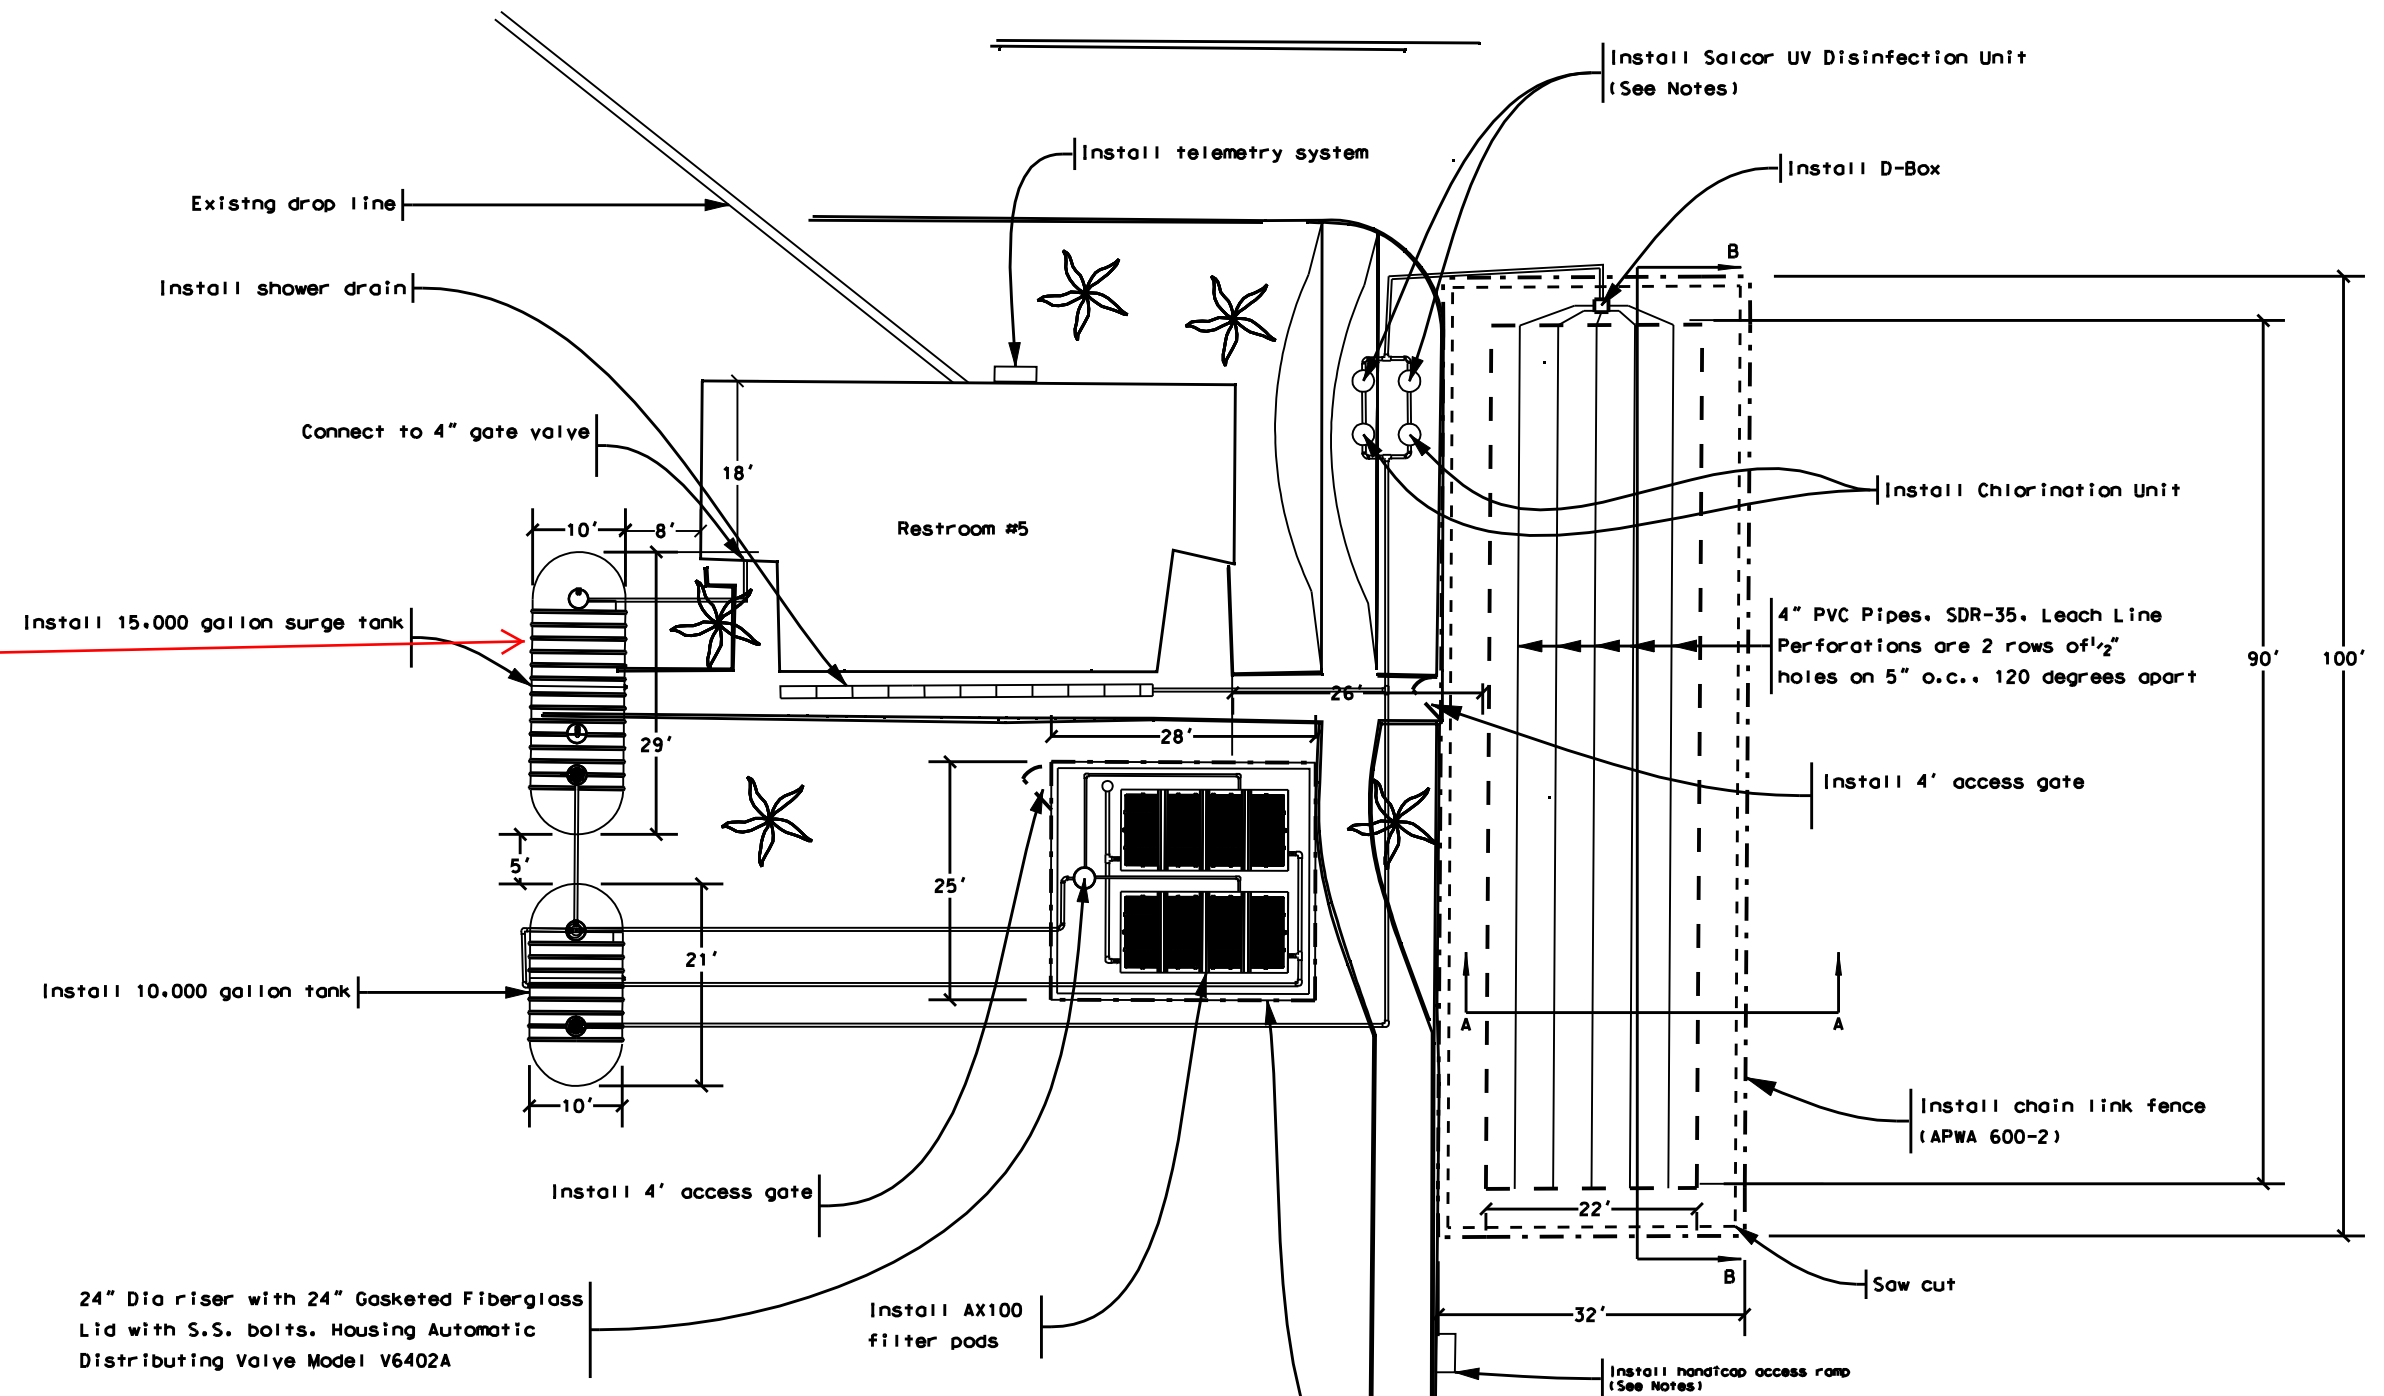 Install Salcor UV Disinfection Unit
(See Notes)
Install telemetry system
Install D-Box
Existng drop line
B
Install shower drain
Connect to 4" gate valve
18'
Install Chlorination Unit
Restroom #5
10'
8'
Install 15,000 gallon surge tank
4" PVC Pipes, SDR-35, Leach Line
Perforations are 2 rows of 1/2"
holes on 5" o.c., 120 degrees apart
90'
100'
26'
28'
29'
Install 4' access gate
5'
25'
21'
Install 10,000 gallon tank
A
A
10'
Install chain link fence
(APWA 600-2)
Install 4' access gate
22'
B
Saw cut
24" Dia riser with 24" Gasketed Fiberglass
Lid with S.S. bolts. Housing Automatic
Distributing Valve Model V6402A
Install AX100
filter pods
32'
Install handicap access ramp
(See Notes)